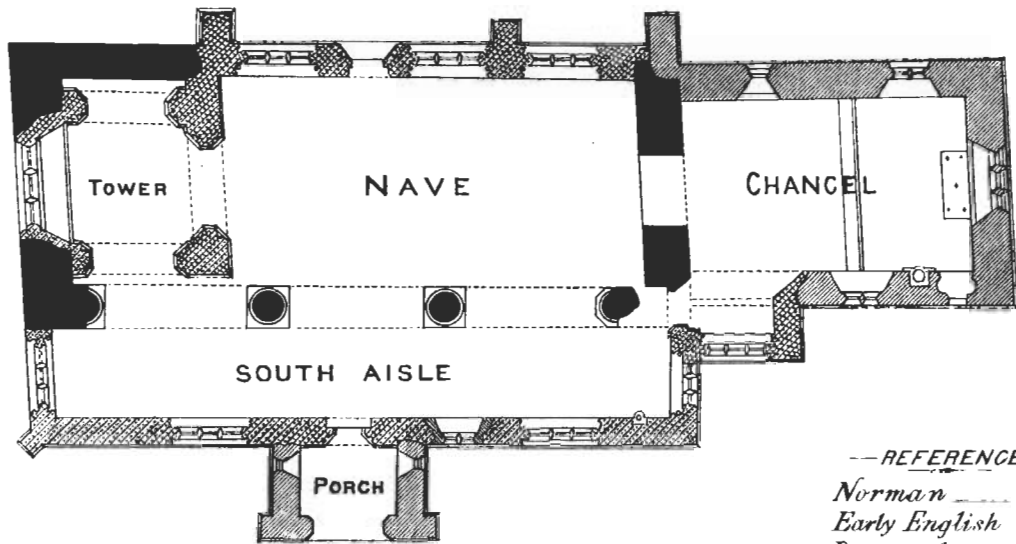 TOWER
NAVE
CHANCEL
SOUTH AISLE
PORCH
REFERENCE
Norman
Early English